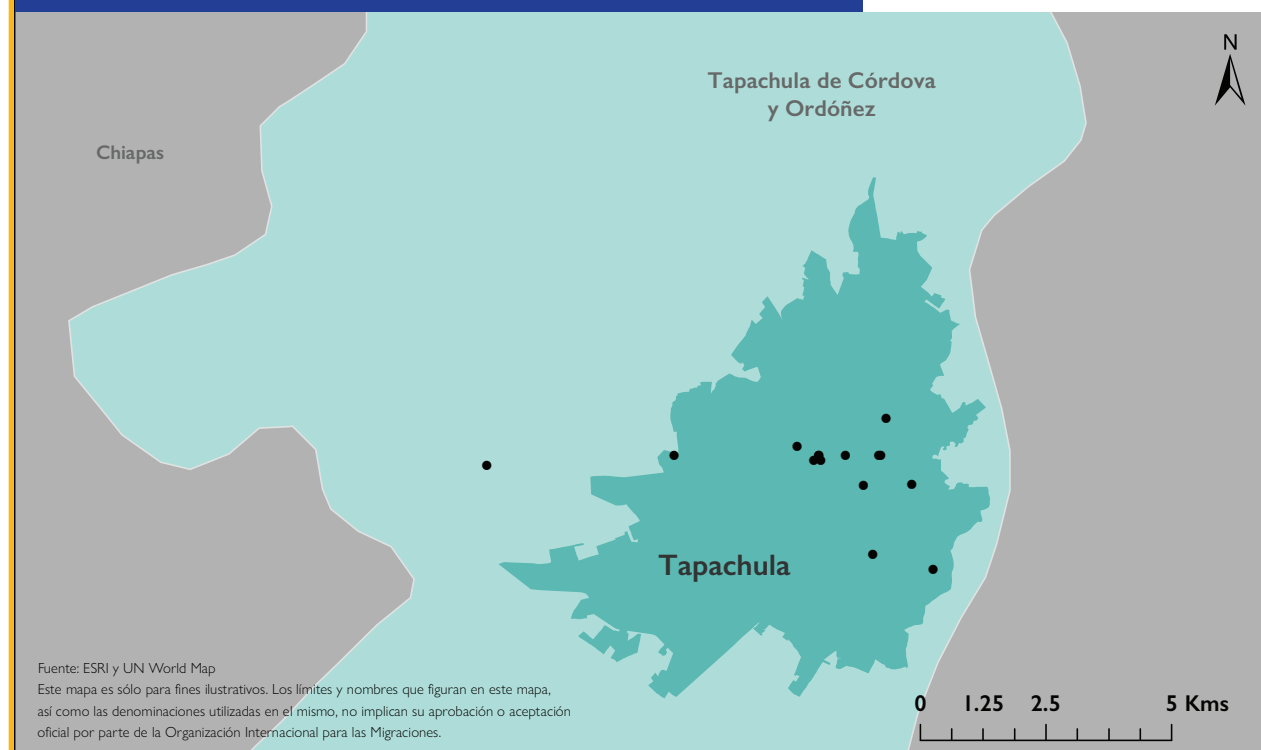 N
Tapachula de Córdova
y Ordóñez
Chiapas
Tapachula
Fuente: ESRI y UN World Map
Este mapa es sólo para fines ilustrativos. Los límites y nombres que figuran en este mapa,
así como las denominaciones utilizadas en el mismo, no implican su aprobación o aceptación
oficial por parte de la Organización Internacional para las Migraciones.
0 1.25 2.5 5 Kms